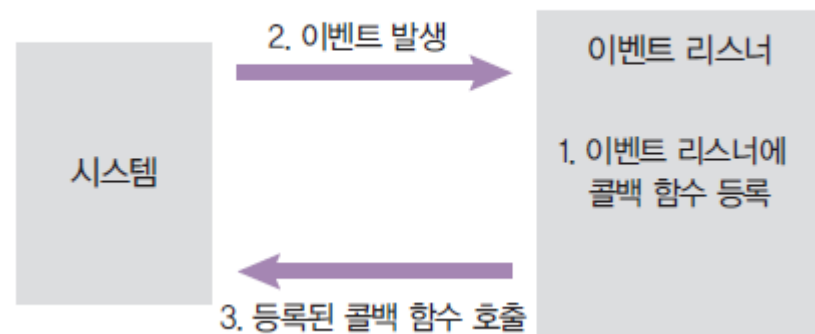 2. 이벤트 발생
이벤트 리스너
시스템
1. 이벤트 리스너에
콜백 함수 등록
3. 등록된 콜백 함수 호출